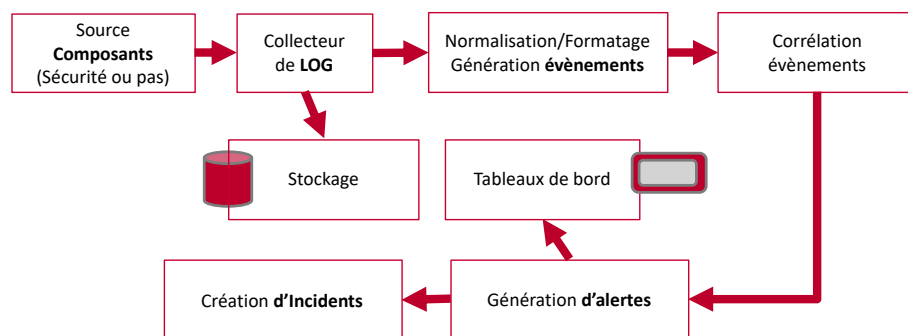 Source
Composants
(Sécurité ou pas)
Collecteur
de LOG
Normalisation/Formatage
Génération évènements
Corrélation
évènements
Stockage
Tableaux de bord
Création d'Incidents
Génération d'alertes